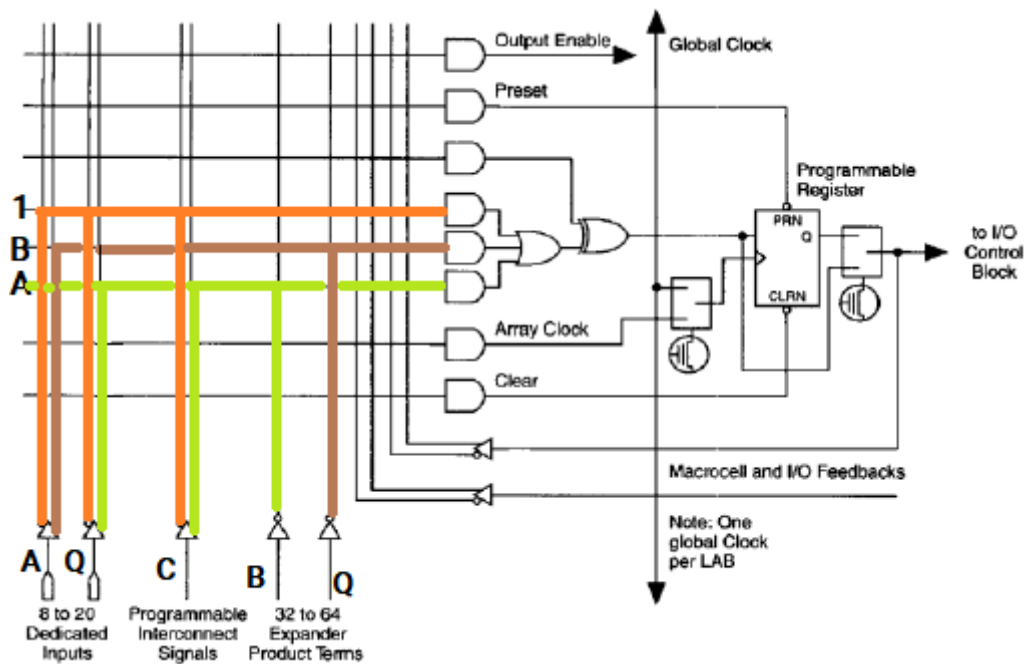 Output Enable
Global Clock
Preset
Programmable
Register
1
PRN
Q
to I/O
Control
Block
B
A
CLRN
Array Clock
Clear
Macrocell and I/O Feedbacks
Note: One
global Clock
per LAB
A
Q
C
B
Q
8 to 20
Dedicated
Inputs
Programmable
Interconnect
Signals
32 to 64
Expander
Product Terms